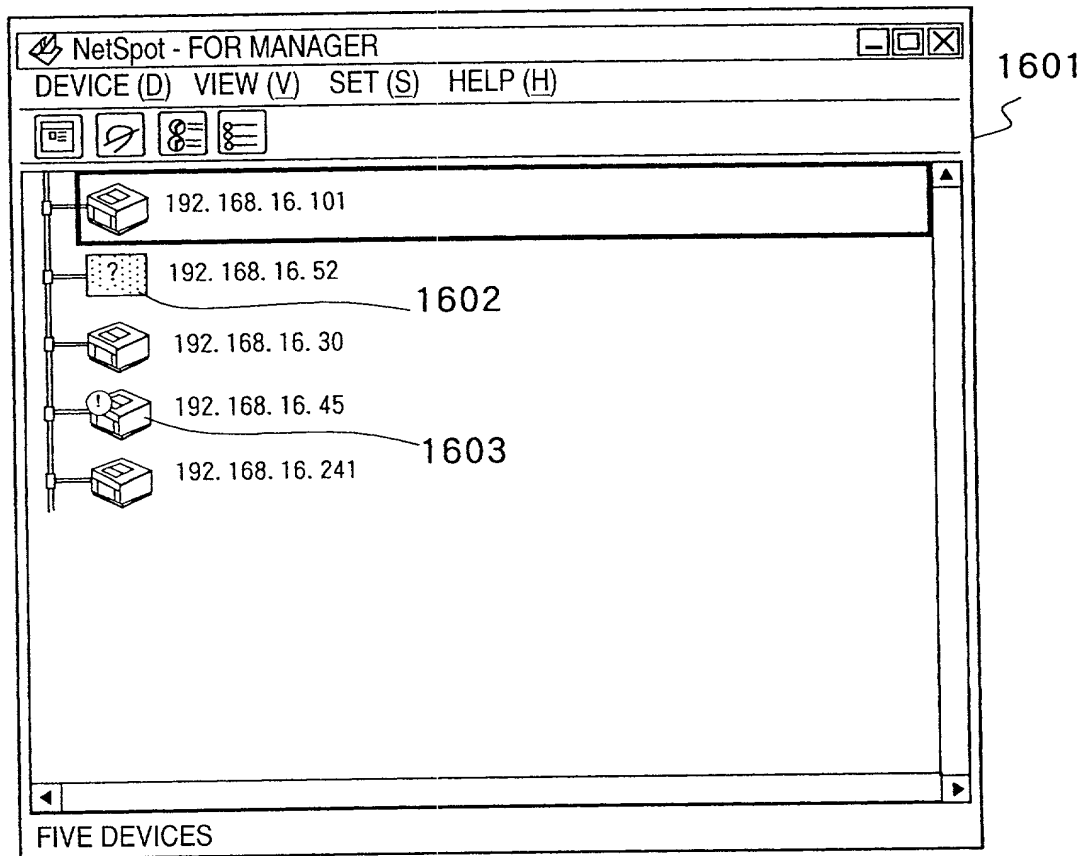 NetSpot - FOR MANAGER
1601
DEVICE (D) VIEW (V) SET (S) HELP (H)
192. 168. 16. 101
? 192. 168. 16. 52
1602
192. 168. 16. 30
! 192. 168. 16. 45
1603
192. 168. 16. 241
FIVE DEVICES